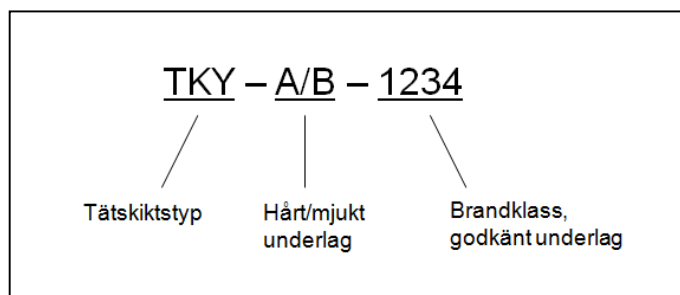 TKY – A/B – 1234
Tätskiktstyp
Hårt/mjukt
underlag
Brandklass,
godkänt underlag